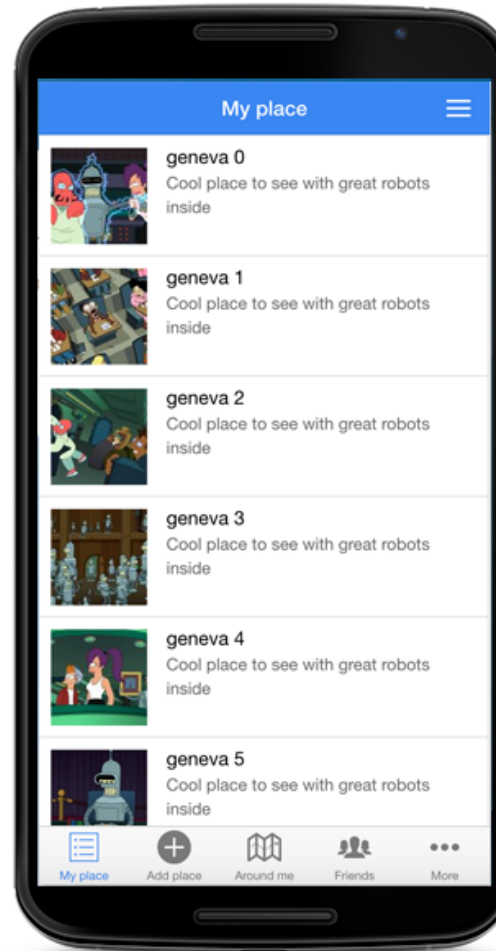 My place
geneva 0
Cool place to see with great robots
inside
geneva 1
Cool place to see with great robots
inside
geneva 2
Cool place to see with great robots
inside
geneva 3
Cool place to see with great robots
inside
geneva 4
Cool place to see with great robots
inside
geneva 5
Cool place to see with great robots
inside
My place
Add place
Around me
Friends
More